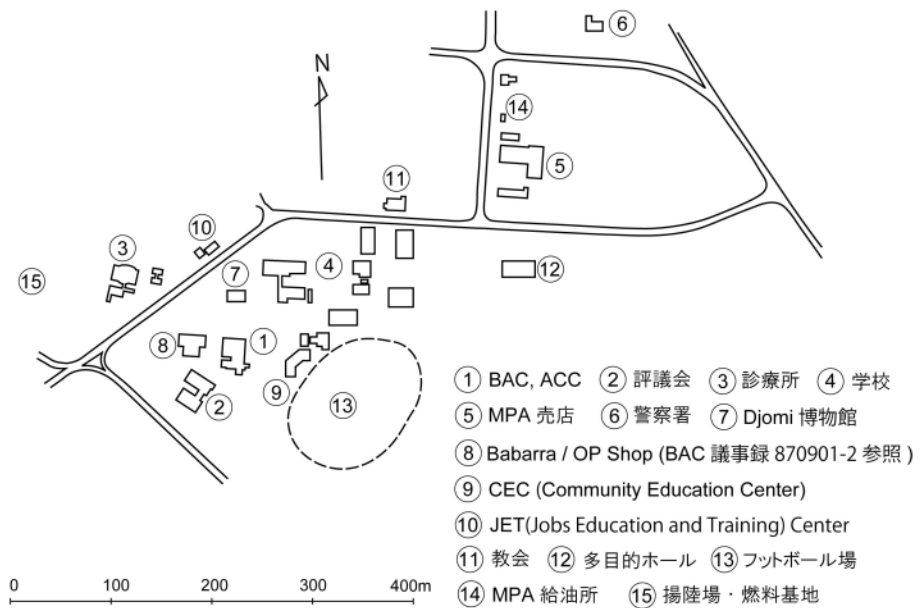 ⑥
N
⑭
⑤
⑪
⑩
③
⑦
④
⑫
⑮
⑧
①
⑨
⑬
②
① BAC, ACC ② 評議会 ③ 診療所 ④ 学校
⑤ MPA 売店 ⑥ 警察署 ⑦ Djomi 博物館
⑧ Babarra / OP Shop (BAC 議事録 870901-2 参照 )
⑨ CEC (Community Education Center)
⑩ JET(Jobs Education and Training) Center
⑪ 教会 ⑫ 多目的ホール ⑬ フットボール場
⑭ MPA 給油所 ⑮ 揚陸場・燃料基地
0 100 200 300 400m